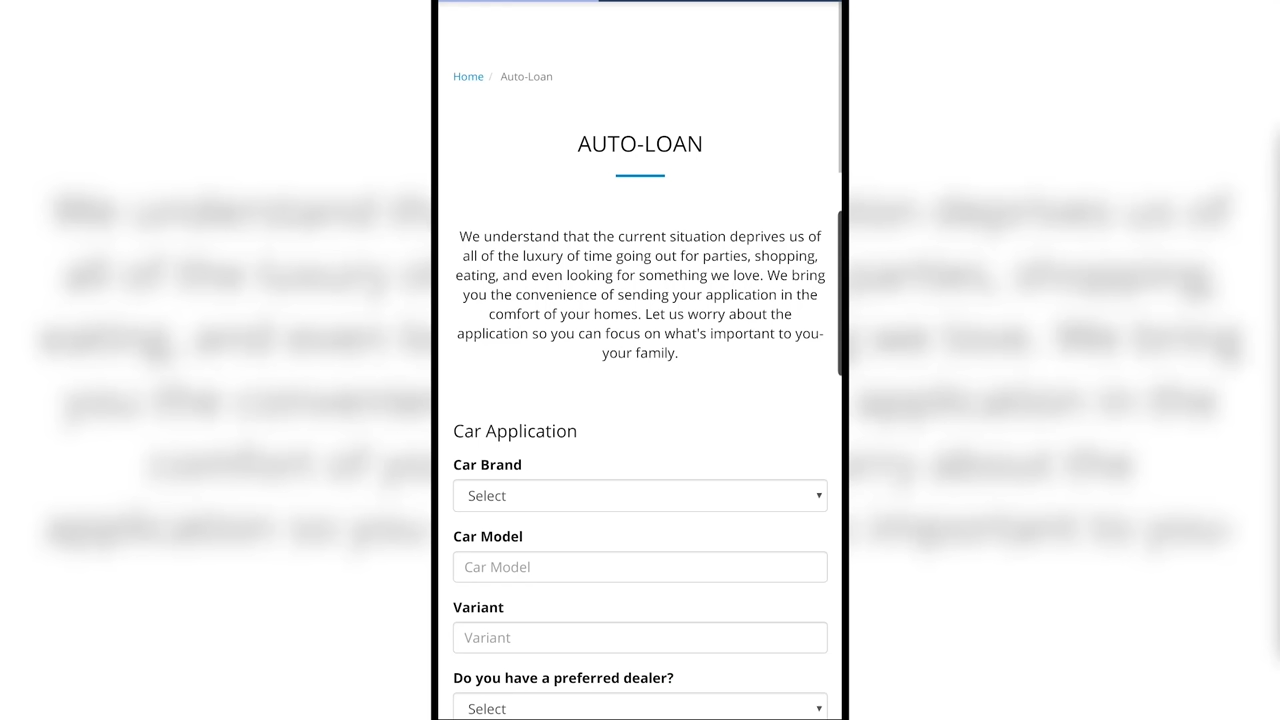 Home / Auto-Loan
AUTO-LOAN
We understand that the current situation deprives us of
all of the luxury of time going out for parties, shopping,
eating, and even looking for something we love. We bring
you the convenience of sending your application in the
comfort of your homes. Let us worry about the
application so you can focus on what's important to you-
your family.
Car Application
Car Brand
Select
Car Model
Car Model
Variant
Variant
Do you have a preferred dealer?
Select